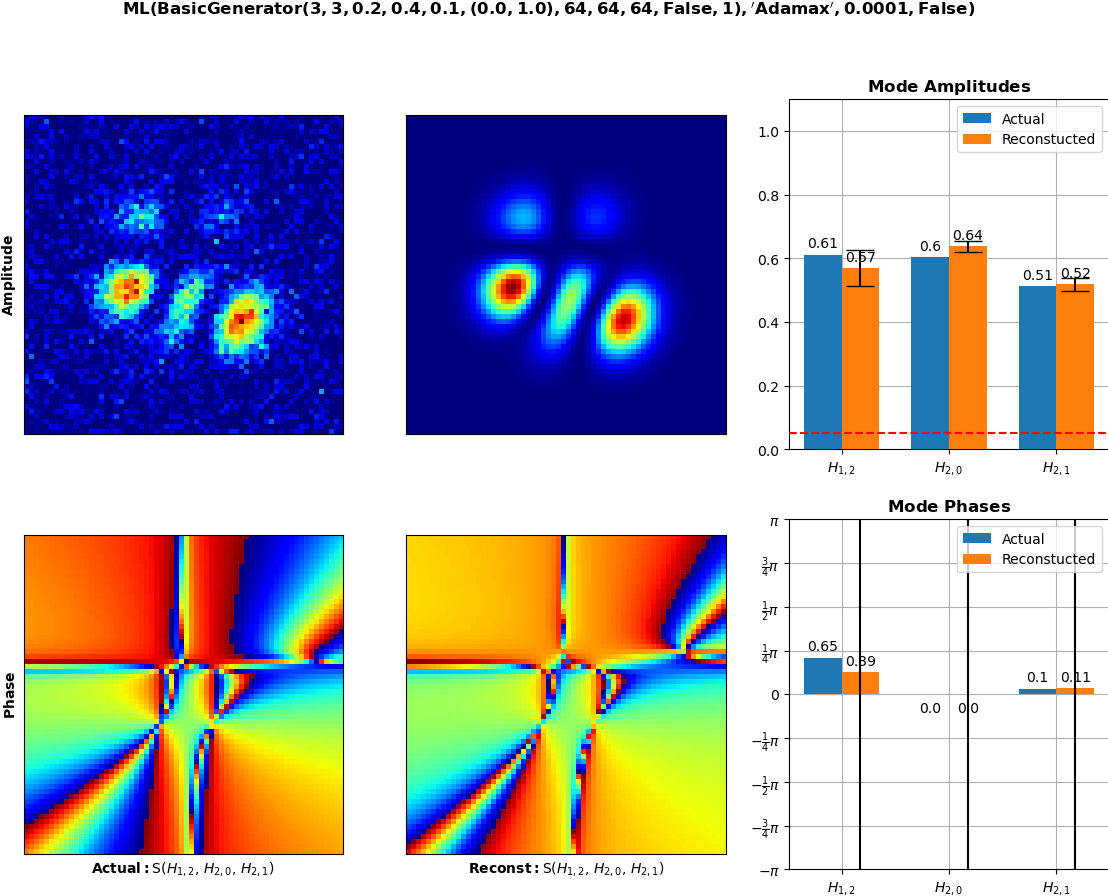 ML(BasicGenerator(3, 3, 0.2, 0.4, 0.1, (0.0, 1.0), 64, 64, 64, False, 1), 'Adamax', 0.0001, False)
Amplitude
Mode Amplitudes
Actual
Reconstucted
1.0
0.8
0.6
0.4
0.2
0.0
0.61
0.57
0.6
0.64
0.51
0.52
H1,2
H2,0
H2,1
Phase
Actual: S(H1,2, H2,0, H2,1)
Reconst: S(H1,2, H2,0, H2,1)
Mode Phases
Actual
Reconstucted
π
3/4π
1/2π
1/4π
0
−1/4π
−1/2π
−3/4π
−π
0.65
0.39
0.0
0.0
0.1
0.11
H1,2
H2,0
H2,1